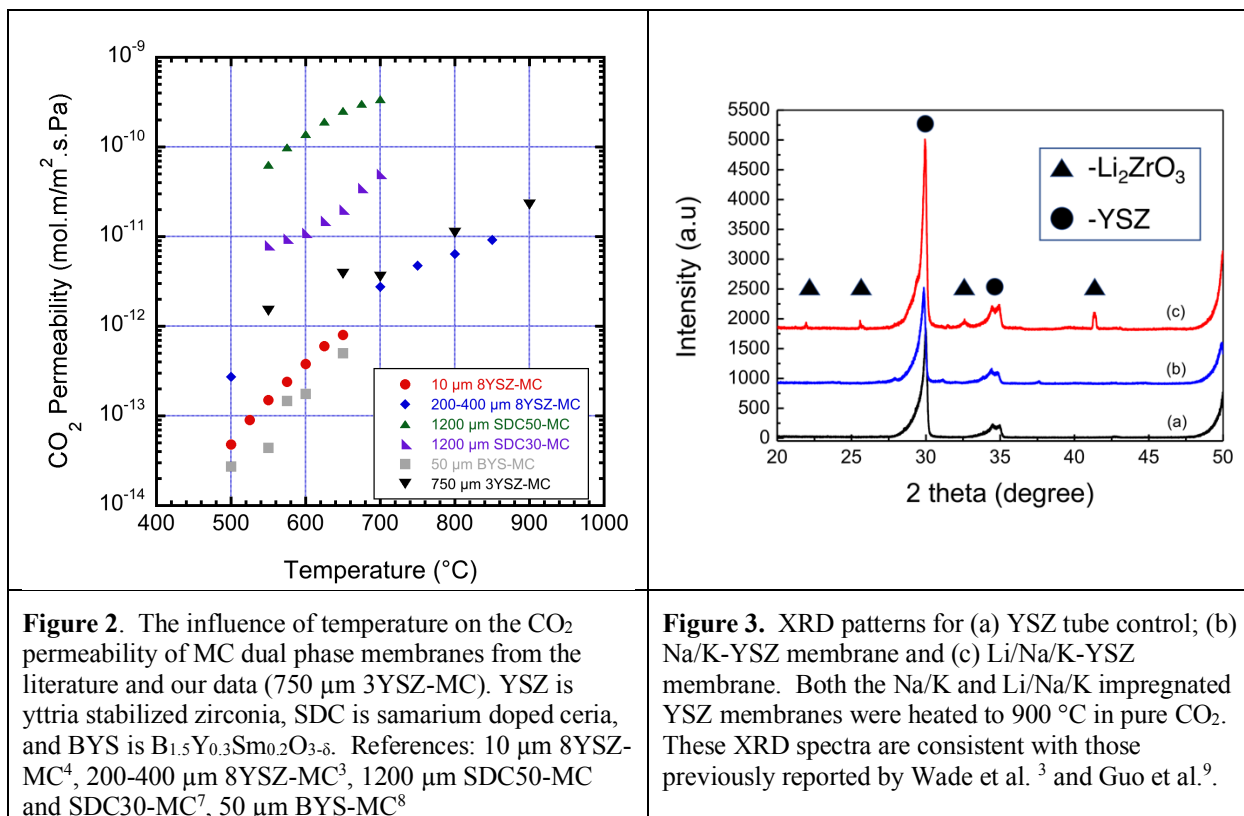 10⁻⁹
10⁻¹⁰
10⁻¹¹
10⁻¹²
10⁻¹³
10⁻¹⁴
CO₂ Permeability (mol.m/m².s.Pa)
10 µm 8YSZ-MC
200-400 µm 8YSZ-MC
1200 µm SDC50-MC
1200 µm SDC30-MC
50 µm BYS-MC
750 µm 3YSZ-MC
400 500 600 700 800 900 1000
Temperature (°C)
Figure 2. The influence of temperature on the CO₂
permeability of MC dual phase membranes from the
literature and our data (750 µm 3YSZ-MC). YSZ is
yttria stabilized zirconia, SDC is samarium doped ceria,
and BYS is B₁.₅Y₀.₃Sm₀.₂O₃₋δ. References: 10 µm 8YSZ-
MC⁴, 200-400 µm 8YSZ-MC³, 1200 µm SDC50-MC
and SDC30-MC⁷, 50 µm BYS-MC⁸
5500
5000
4500
4000
3500
3000
2500
2000
1500
1000
500
0
Intensity (a.u)
-Li₂ZrO₃
-YSZ
(c)
(b)
(a)
20 25 30 35 40 45 50
2 theta (degree)
Figure 3. XRD patterns for (a) YSZ tube control; (b)
Na/K-YSZ membrane and (c) Li/Na/K-YSZ
membrane. Both the Na/K and Li/Na/K impregnated
YSZ membranes were heated to 900 °C in pure CO₂.
These XRD spectra are consistent with those
previously reported by Wade et al. ³ and Guo et al.⁹.